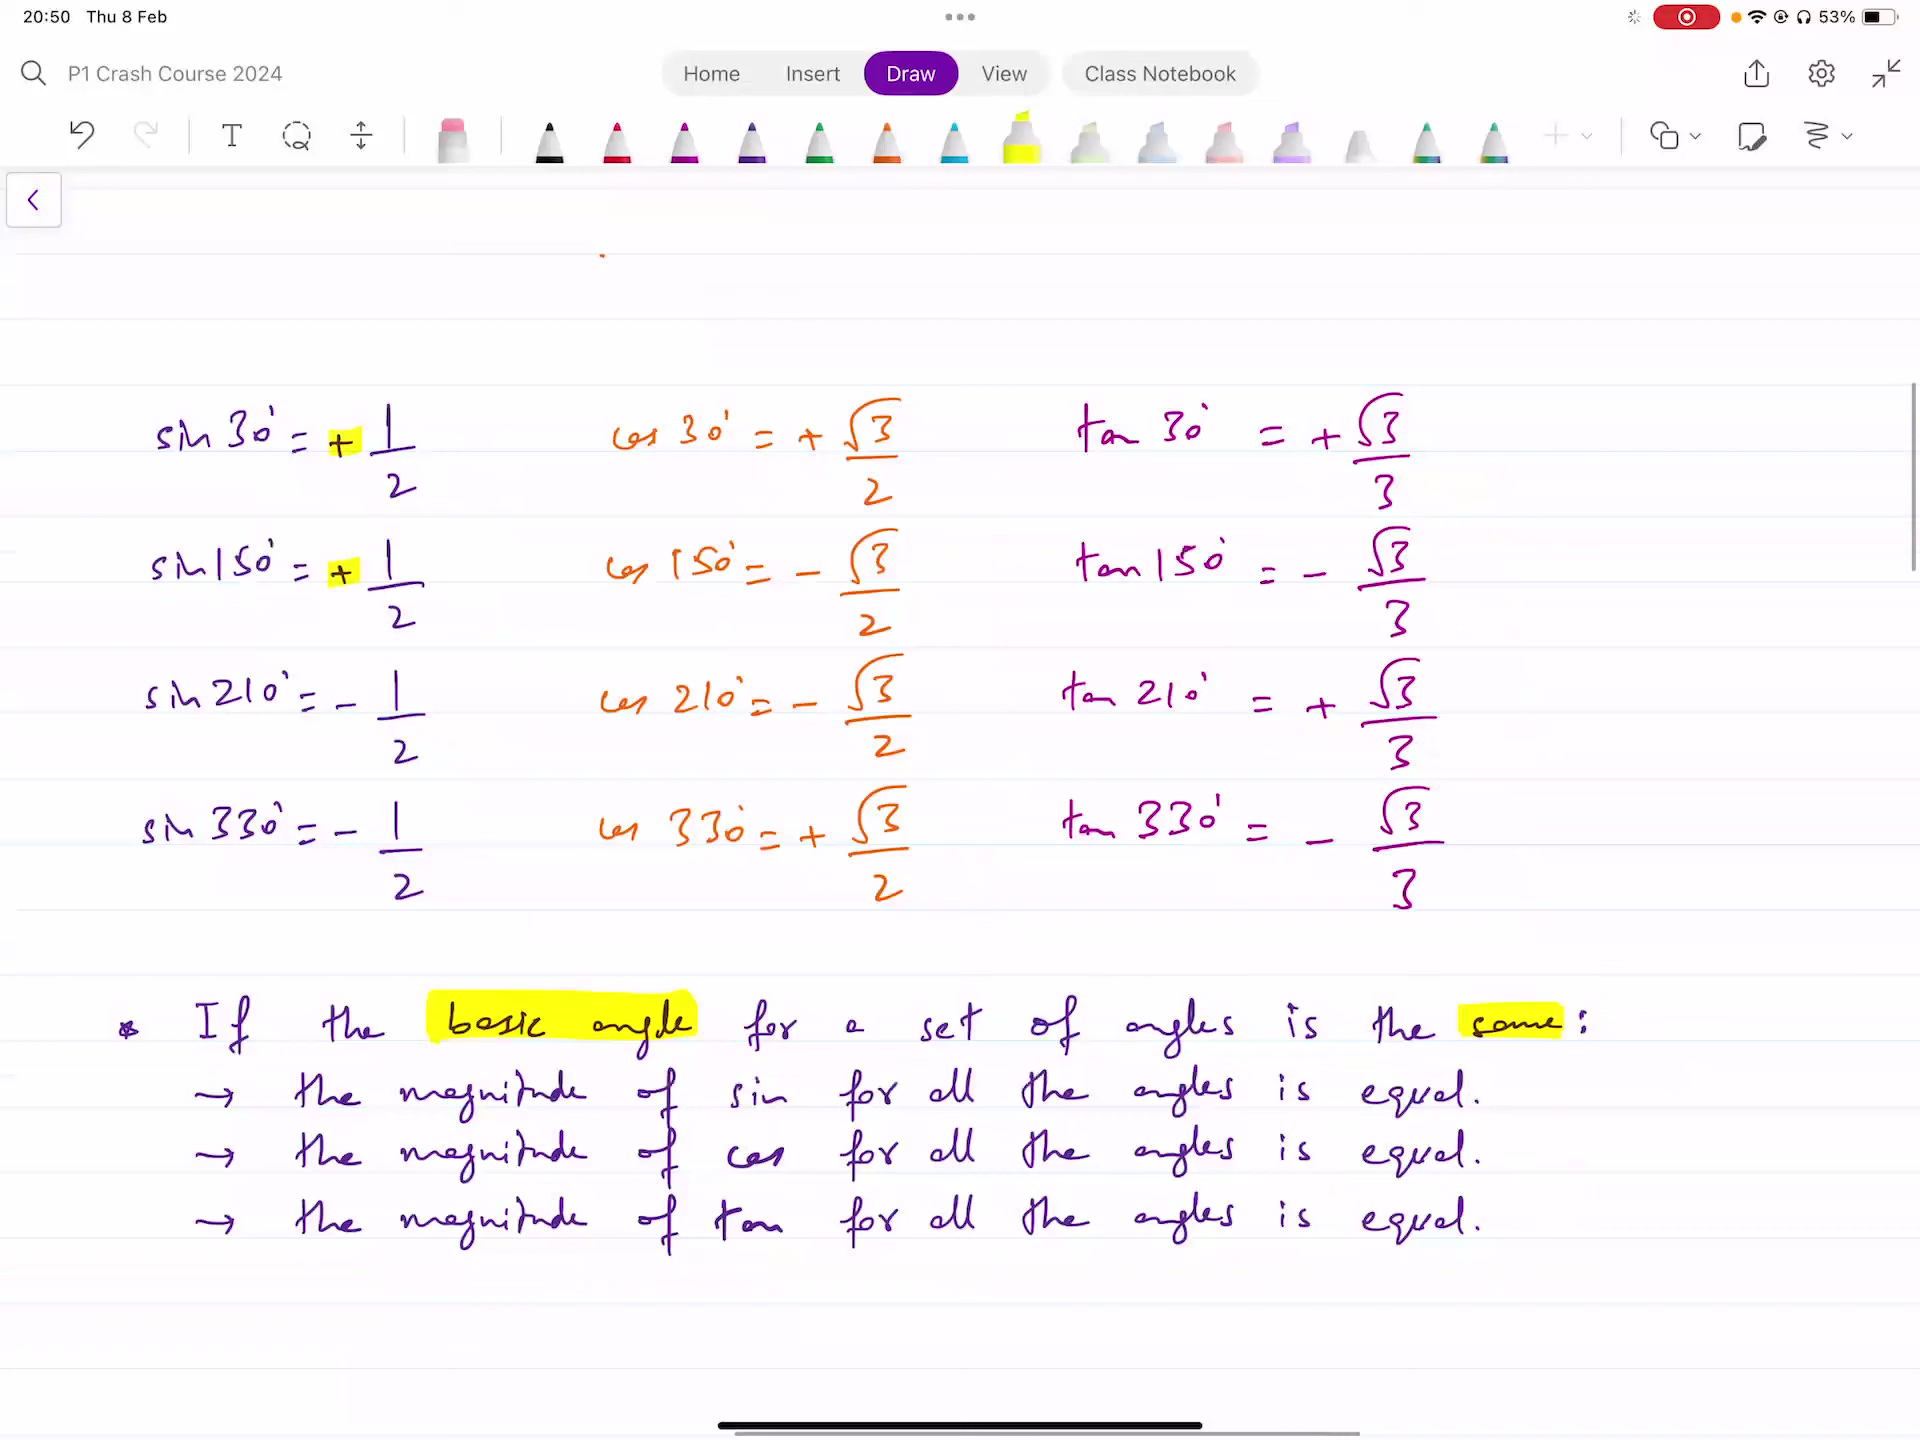 20:50 Thu 8 Feb 53%
P1 Crash Course 2024 Home Insert Draw View Class Notebook
sin 30° = + 1/2 cos 30° = + √3/2 tan 30° = + √3/3
sin 150° = + 1/2 cos 150° = - √3/2 tan 150° = - √3/3
sin 210° = - 1/2 cos 210° = - √3/2 tan 210° = + √3/3
sin 330° = - 1/2 cos 330° = + √3/2 tan 330° = - √3/3
* If the basic angle for a set of angles is the same :
→ the magnitude of sin for all the angles is equal.
→ the magnitude of cos for all the angles is equal.
→ the magnitude of tan for all the angles is equal.